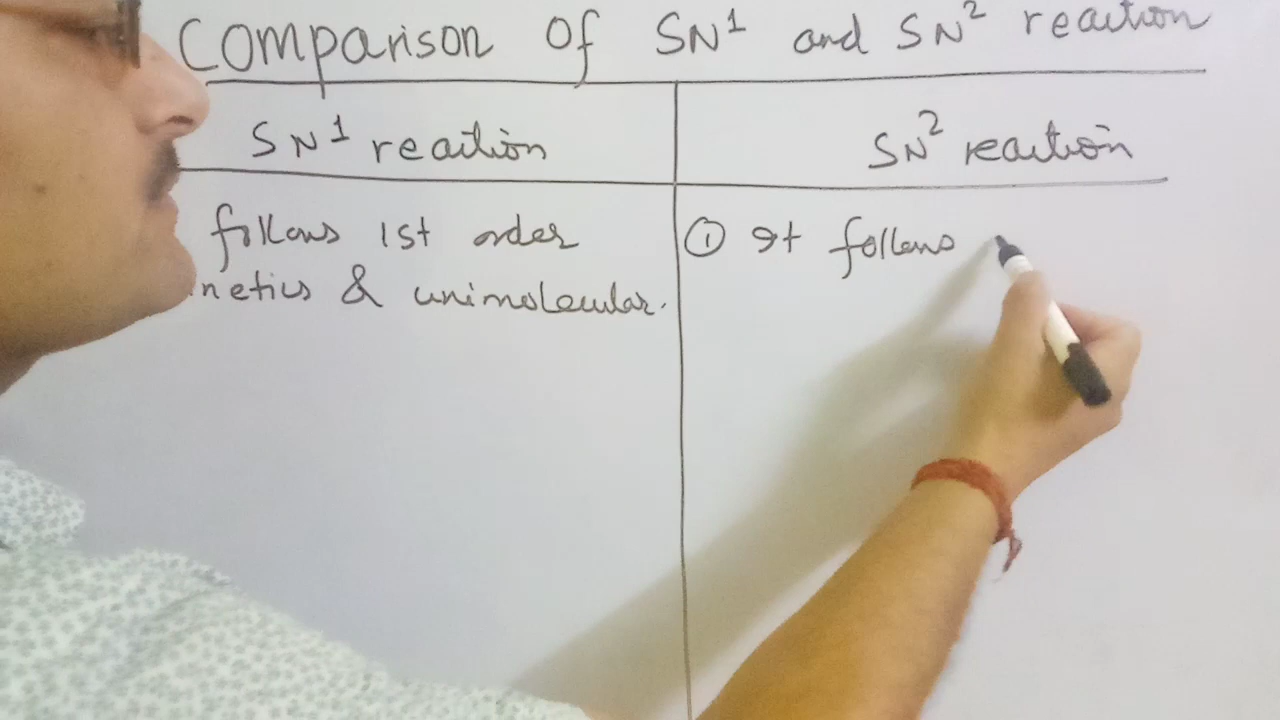 Comparison Of SN1 and SN2 reaction
SN1 reaction
SN2 reaction
follows 1st order
netics & unimolecular.
① It follows